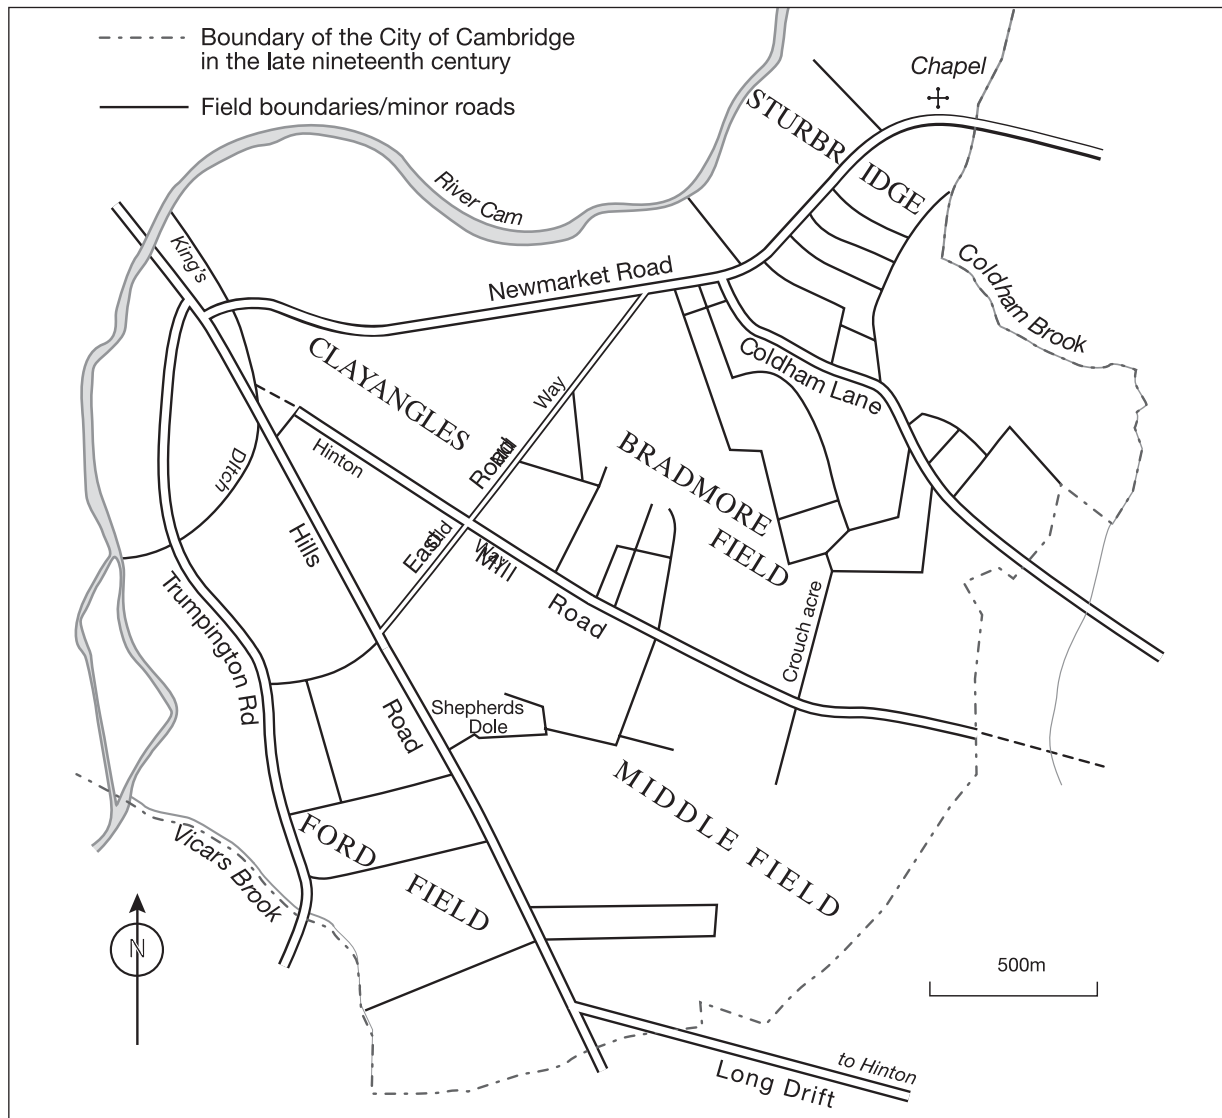 Boundary of the City of Cambridge
in the late nineteenth century
Field boundaries/minor roads
Chapel
STURBRIDGE
River Cam
King's
Ditch
Newmarket Road
Coldham Brook
Coldham Lane
CLAYANGLES
Way
East Road
Hinton
Way
Mill
Road
BRADMORE
FIELD
Crouch acre
Hills
Road
Trumpington Rd
Shepherds
Dole
MIDDLE FIELD
FORD
FIELD
Vicars Brook
N
500m
to Hinton
Long Drift